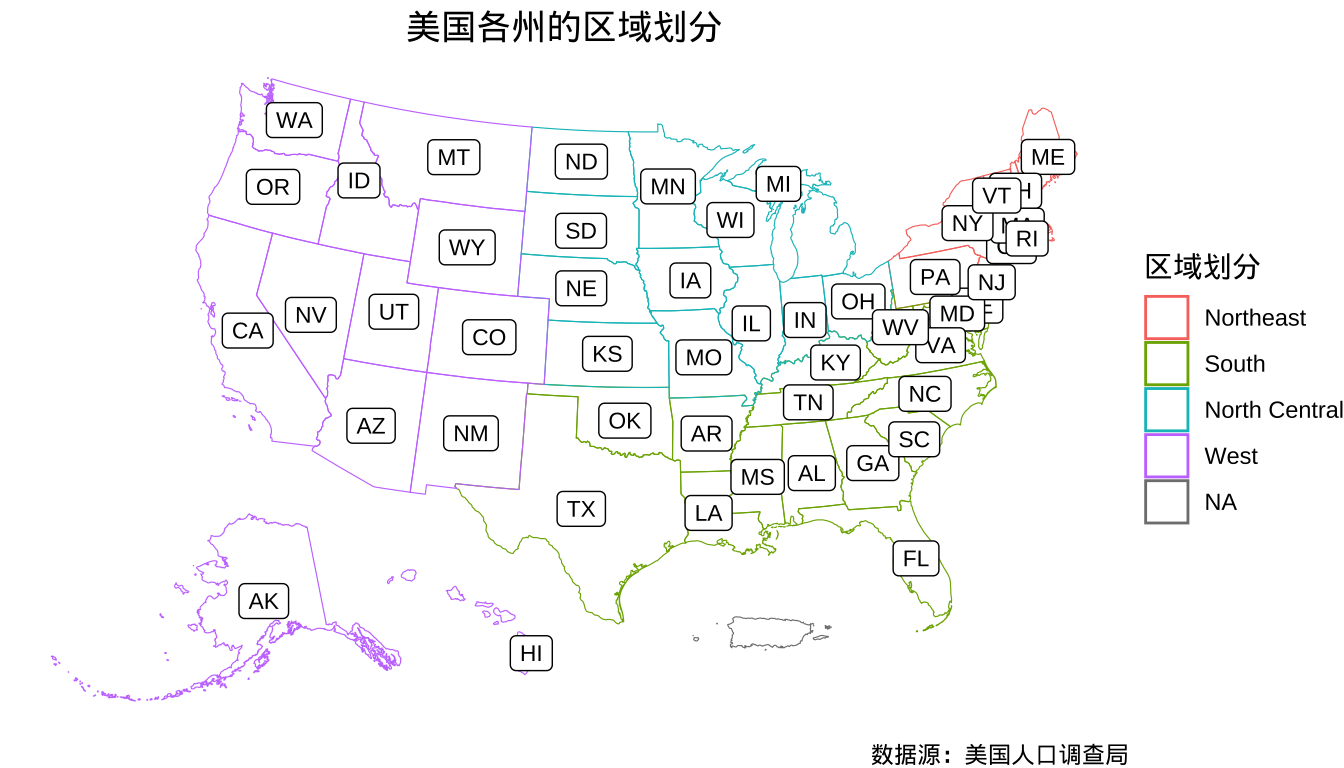 美国各州的区域划分
WA
MT
ND
MN
MI
ME
OR
ID
VT
WY
SD
WI
NY
RI
NE
IA
PA
NJ
CA
NV
UT
CO
KS
MO
IL
IN
OH
WV
MD
VA
KY
AZ
NM
OK
AR
TN
NC
SC
TX
LA
MS
AL
GA
FL
AK
HI
区域划分
Northeast
South
North Central
West
NA
数据源：美国人口调查局